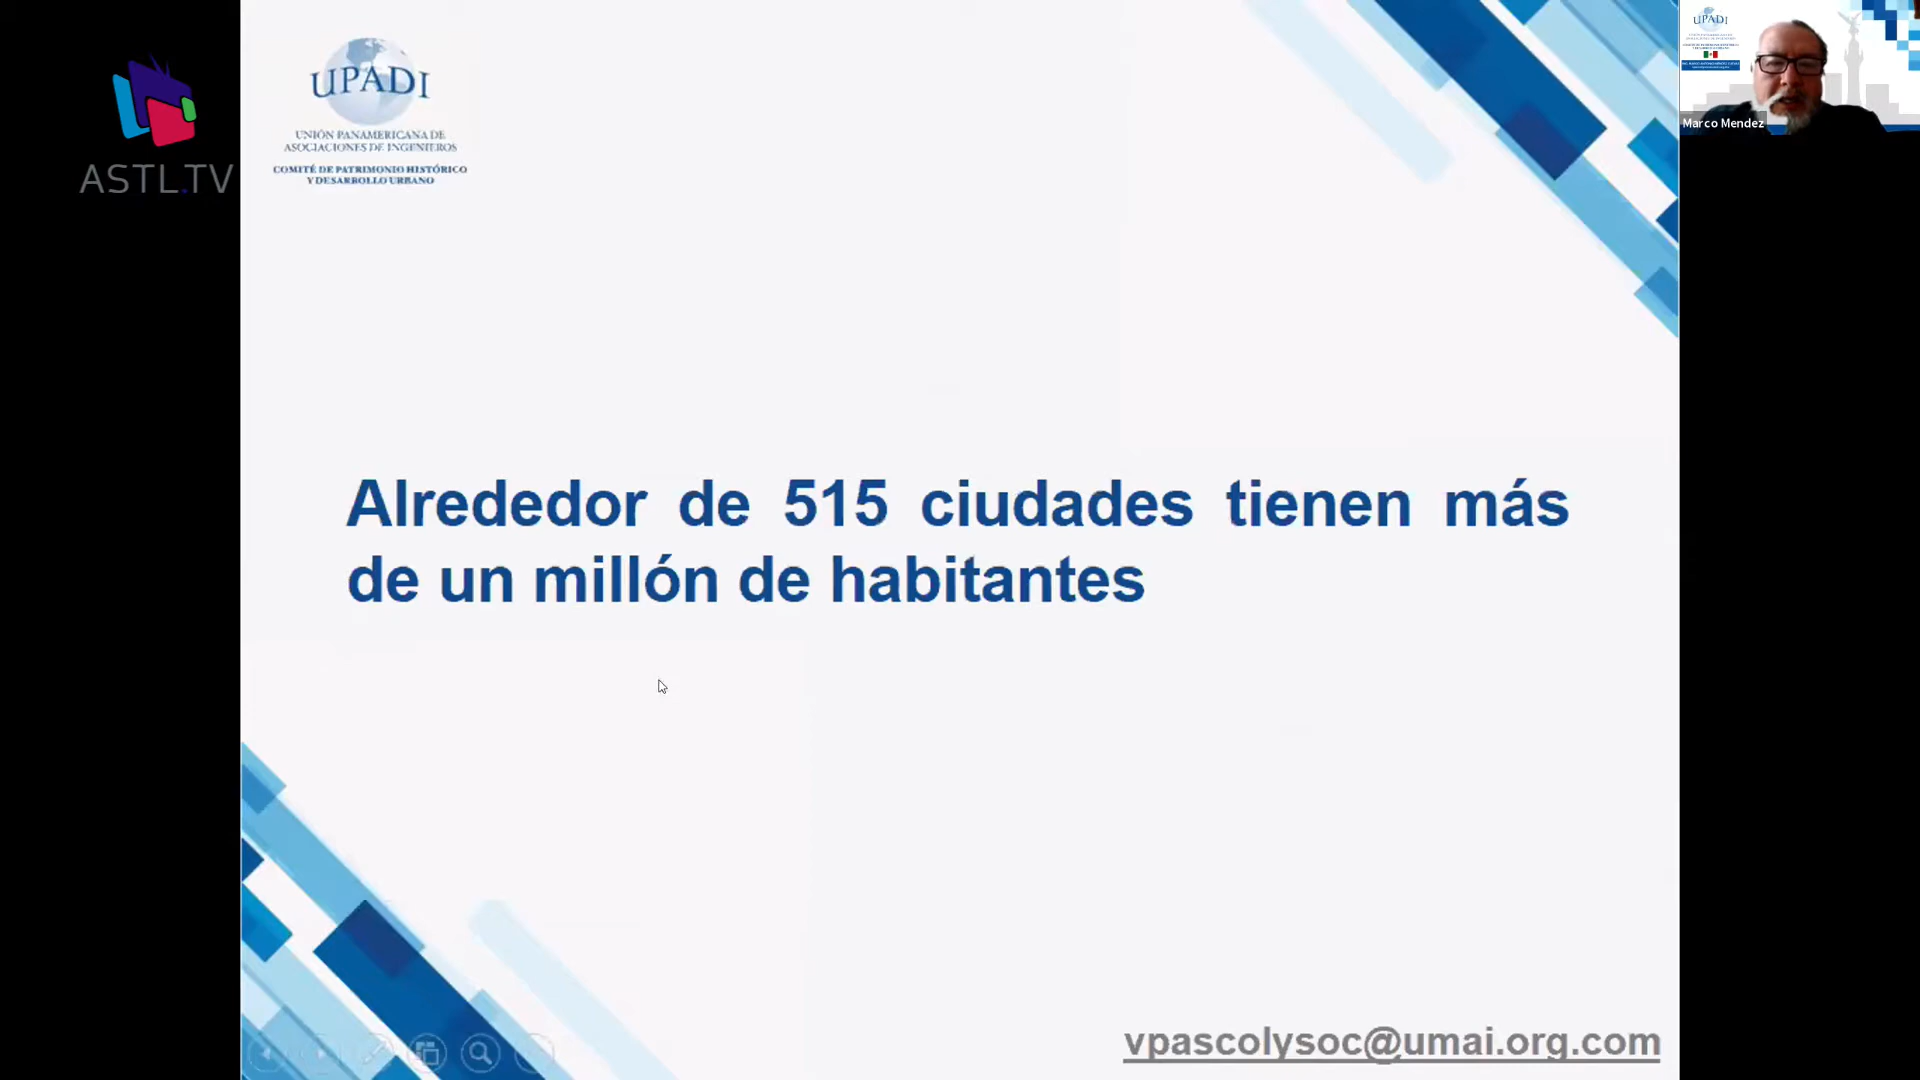 ASTL.TV
UPADI
UNIÓN PANAMERICANA DE
ASOCIACIONES DE INGENIEROS
COMITÉ DE PATRIMONIO HISTÓRICO
Y DESARROLLO URBANO
Alrededor de 515 ciudades tienen más
de un millón de habitantes
vpascolysoc@umai.org.com
UPADI
Marco Mendez